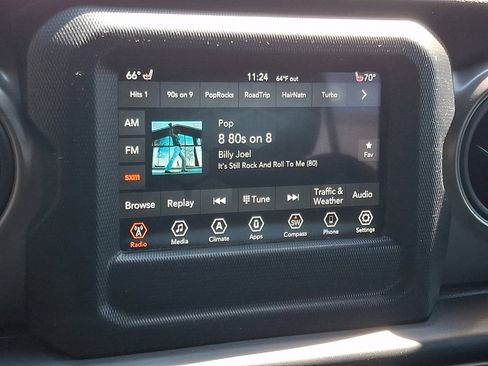 66° 11:24 64°F out 70°
Hits 1 90s on 9 PopRocks RoadTrip HairNatn Turbo
AM
FM
sxm
Pop
8 80s on 8
Billy Joel
It's Still Rock And Roll To Me (80)
Fav
Browse Replay Tune Traffic & Weather Audio
Radio Media Climate Apps Compass Phone Settings
A SW